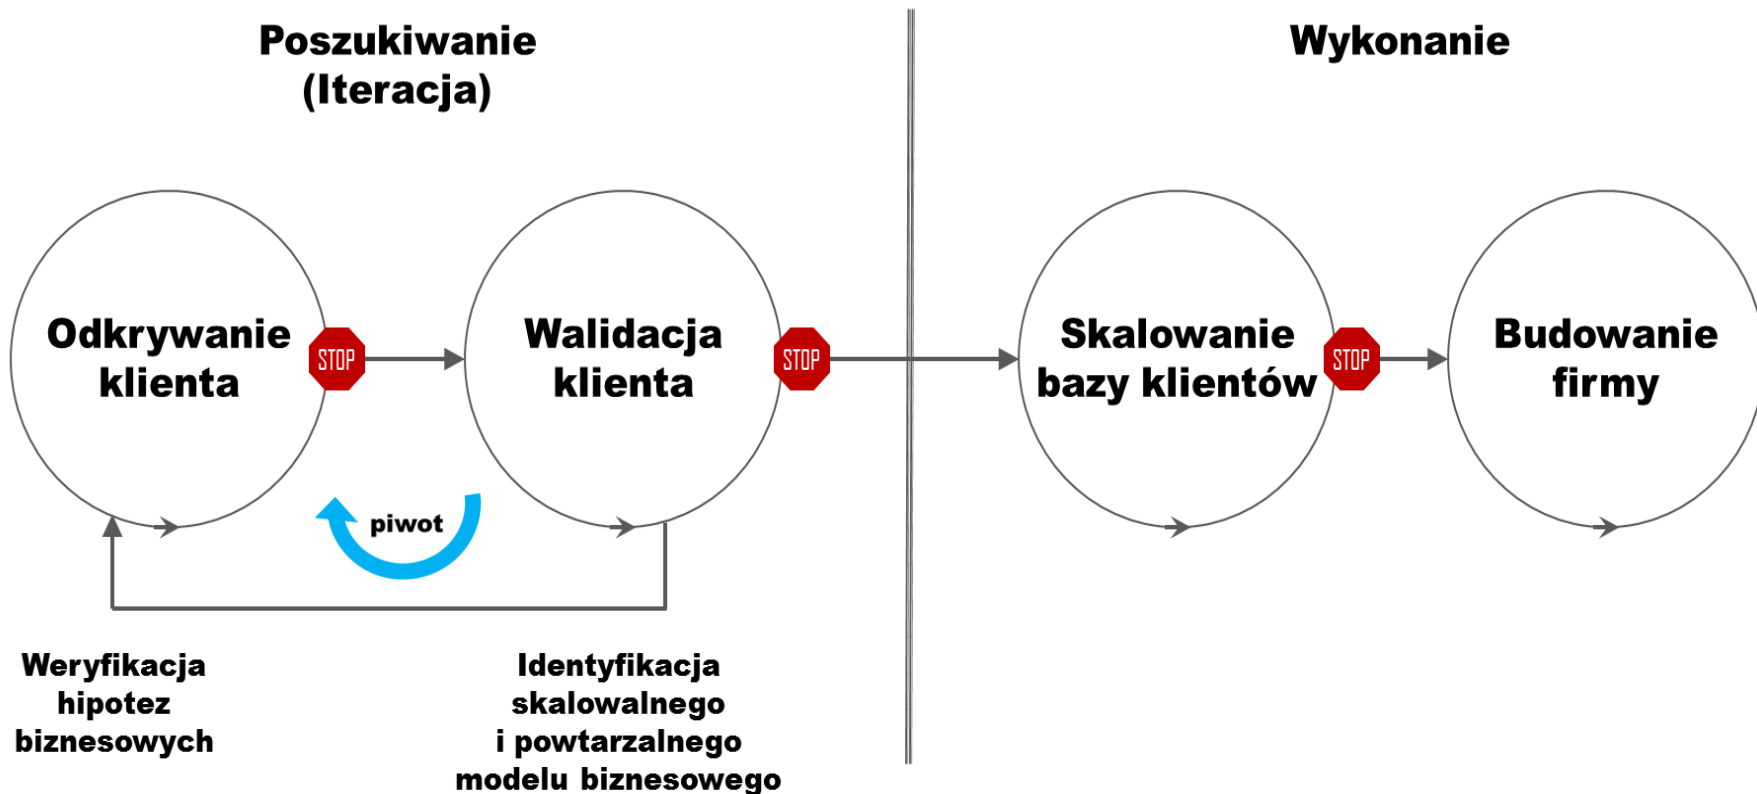 Poszukiwanie
(Iteracja)
Wykonanie
Odkrywanie
klienta
STOP
Walidacja
klienta
STOP
Skalowanie
bazy klientów
STOP
Budowanie
firmy
piwot
Weryfikacja
hipotez
biznesowych
Identyfikacja
skalowalnego
i powtarzalnego
modelu biznesowego